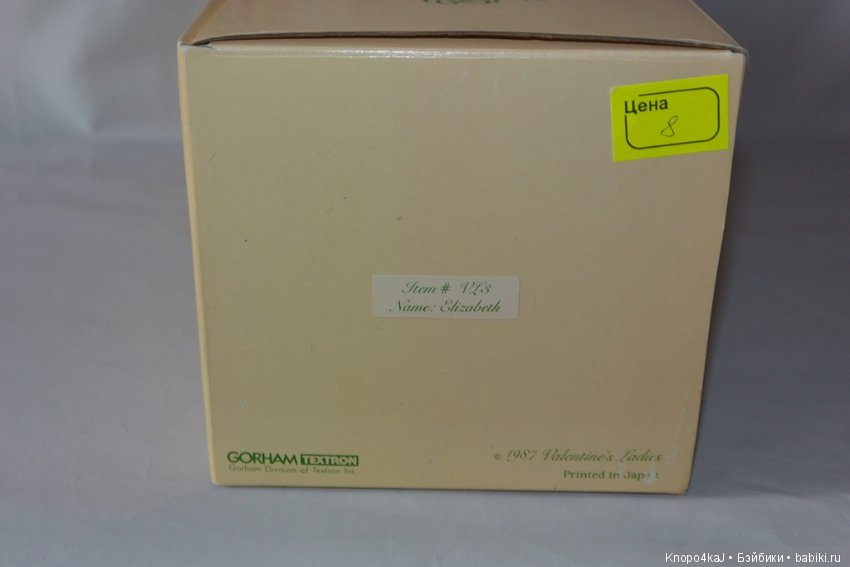 Цена
8
Item # VL3
Name: Elizabeth
GORHAM TEXTRON
Gorham Division of Textron Inc.
© 1987 Valentine's Ladies
Printed in Japan
Knopo4kaJ • Бэйбики • babiki.ru